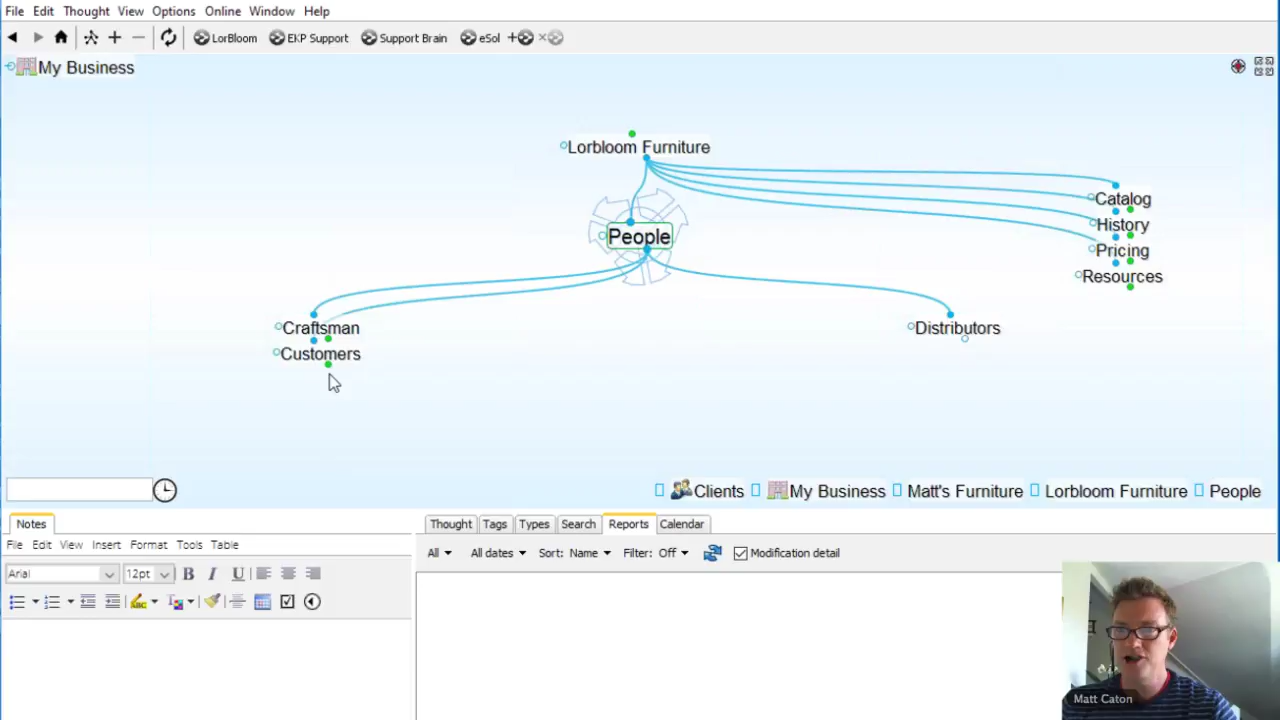 File Edit Thought View Options Online Window Help
LorBloom EKP Support Support Brain eSol
My Business
Lorbloom Furniture
Catalog
History
People
Pricing
Resources
Craftsman
Distributors
Customers
Clients My Business Matt's Furniture Lorbloom Furniture People
Notes
File Edit View Insert Format Tools Table
Arial 12pt B I U
ABC
Thought Tags Types Search Reports Calendar
All All dates Sort: Name Filter: Off Modification detail
Matt Caton